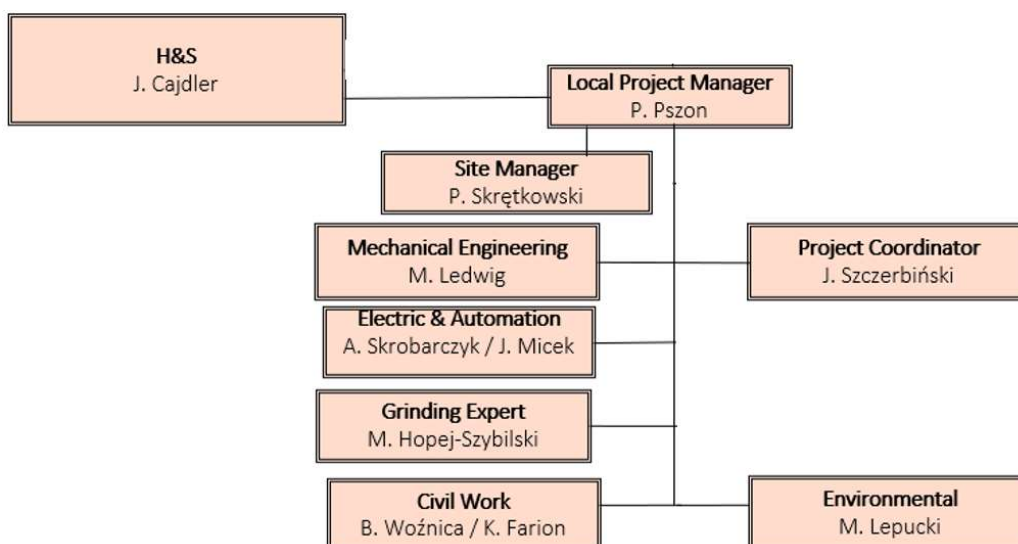 H&S
J. Cajdler
Local Project Manager
P. Pszon
Site Manager
P. Skrętkowski
Mechanical Engineering
M. Ledwig
Project Coordinator
J. Szczerbiński
Electric & Automation
A. Skrobarczyk / J. Micek
Grinding Expert
M. Hopej-Szybilski
Civil Work
B. Woźnica / K. Farion
Environmental
M. Lepucki